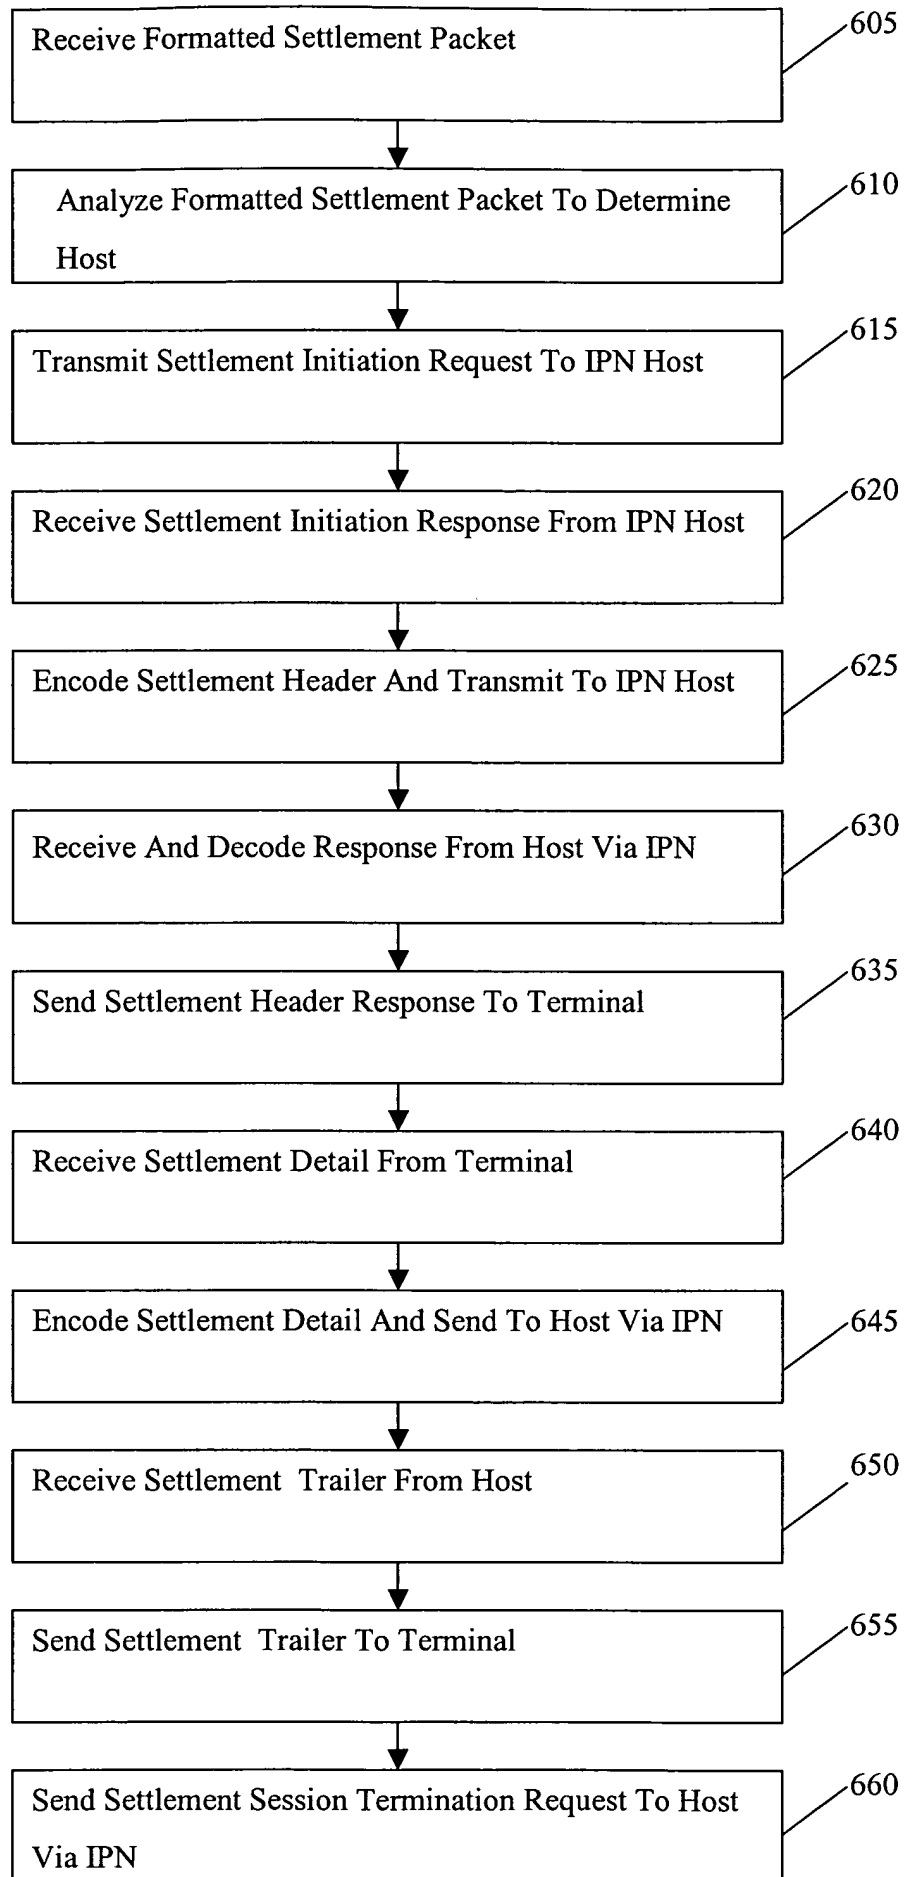 Receive Formatted Settlement Packet
605
Analyze Formatted Settlement Packet To Determine
Host
610
Transmit Settlement Initiation Request To IPN Host
615
Receive Settlement Initiation Response From IPN Host
620
Encode Settlement Header And Transmit To IPN Host
625
Receive And Decode Response From Host Via IPN
630
Send Settlement Header Response To Terminal
635
Receive Settlement Detail From Terminal
640
Encode Settlement Detail And Send To Host Via IPN
645
Receive Settlement Trailer From Host
650
Send Settlement Trailer To Terminal
655
Send Settlement Session Termination Request To Host
Via IPN
660